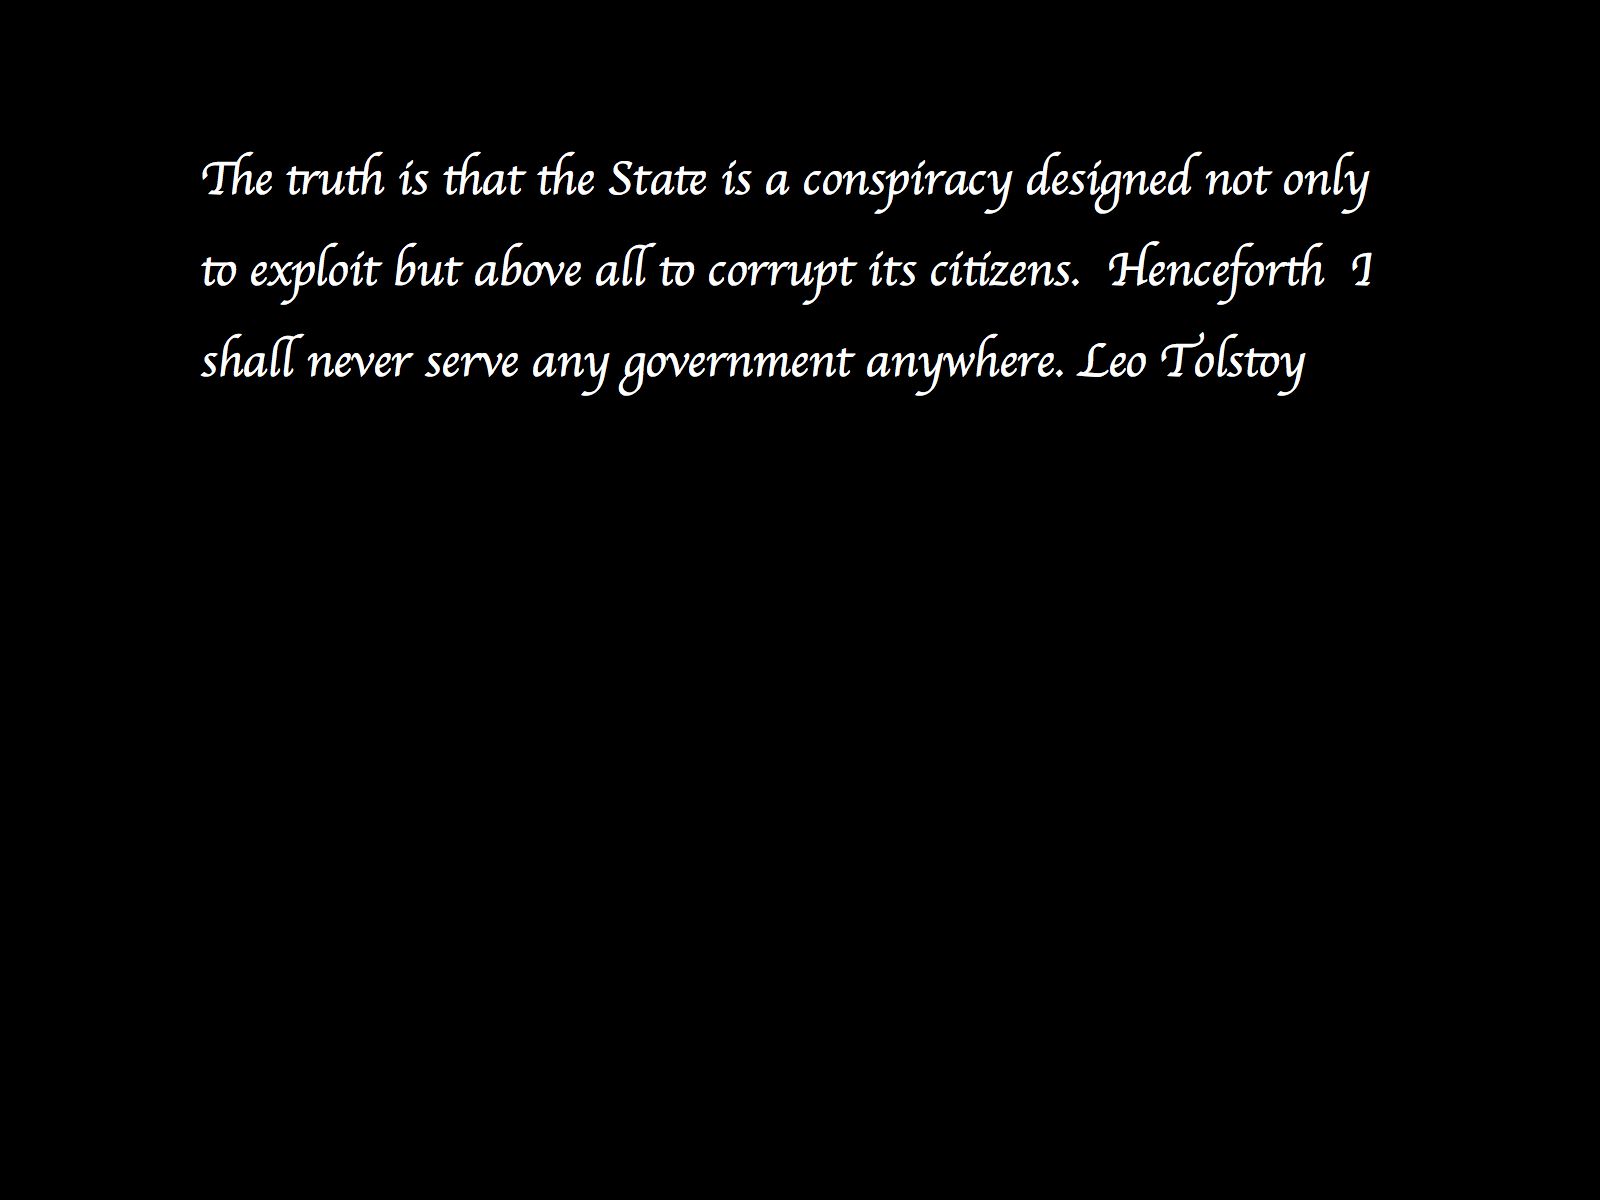 The truth is that the State is a conspiracy designed not only
to exploit but above all to corrupt its citizens.  Henceforth  I
shall never serve any government anywhere. Leo Tolstoy